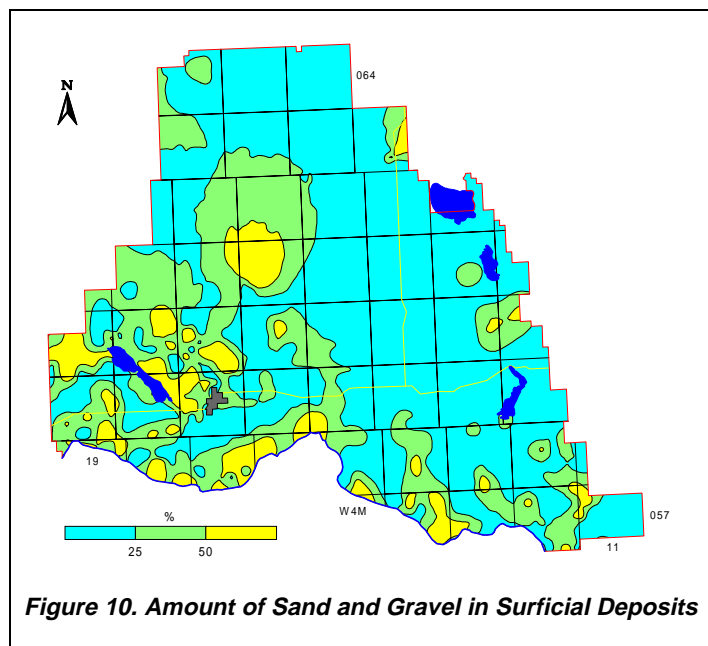 064
N
19
W4M
057
11
%
25 50
Figure 10. Amount of Sand and Gravel in Surficial Deposits